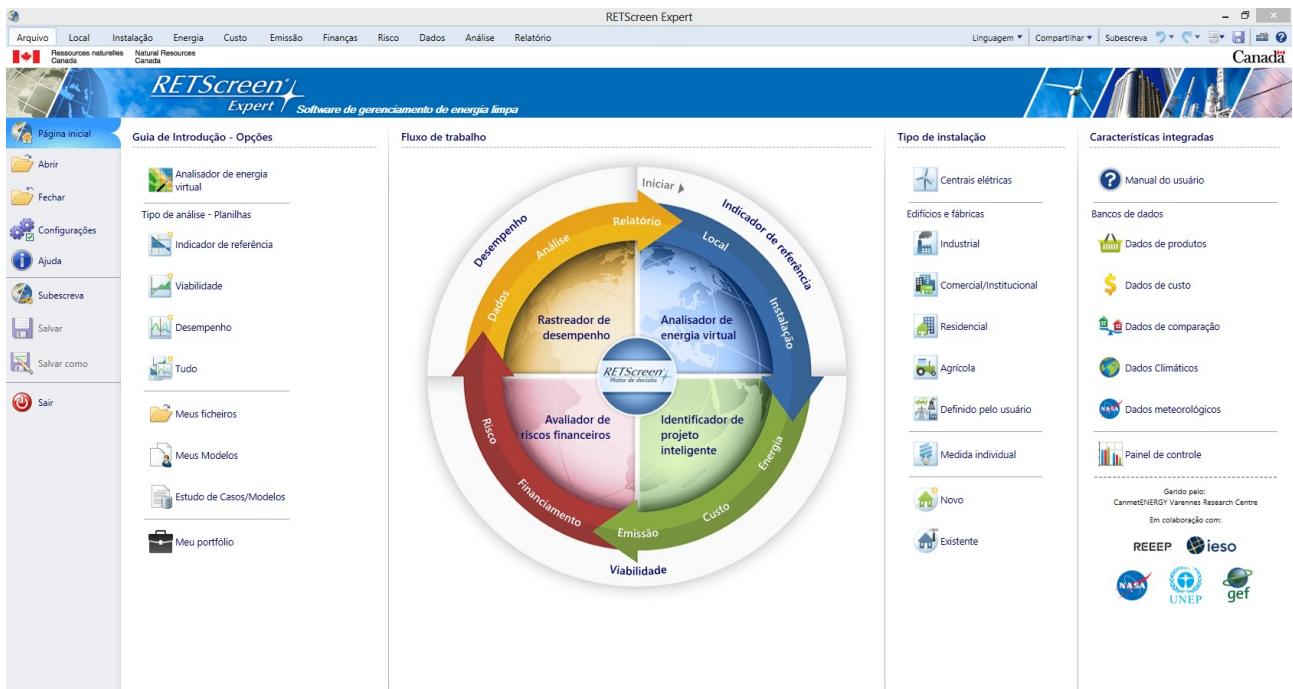 RETScreen Expert
Arquivo Local Instalação Energia Custo Emissão Finanças Risco Dados Análise Relatório
Linguagem Compartilhar Subescreva
Ressources naturelles Natural Resources
Canada Canada
Canada
RETScreen
Expert
Software de gerenciamento de energia limpa
Página inicial
Abrir
Fechar
Configurações
Ajuda
Subescreva
Salvar
Salvar como
Sair
Guia de Introdução - Opções
Analisador de energia
virtual
Tipo de análise - Planilhas
Indicador de referência
Viabilidade
Desempenho
Tudo
Meus ficheiros
Meus Modelos
Estudo de Casos/Modelos
Meu portfólio
Fluxo de trabalho
Iniciar
Desempenho
Indicador de referência
Relatório
Análise
Local
Dados
Instalação
Rastreador de
desempenho
Analisador de
energia virtual
RETScreen
Motor de decisão
Avaliador de
riscos financeiros
Identificador de
projeto
inteligente
Risco
Energia
Financiamento
Custo
Emissão
Viabilidade
Tipo de instalação
Centrais elétricas
Edifícios e fábricas
Industrial
Comercial/Institucional
Residencial
Agrícola
Definido pelo usuário
Medida individual
Novo
Existente
Características integradas
Manual do usuário
Bancos de dados
Dados de produtos
Dados de custo
Dados de comparação
Dados Climáticos
NASA
Dados meteorológicos
Painel de controle
Gerido pelo:
CanmetENERGY Varennes Research Centre
Em colaboração com:
REEEP ieso
NASA UNEP gef